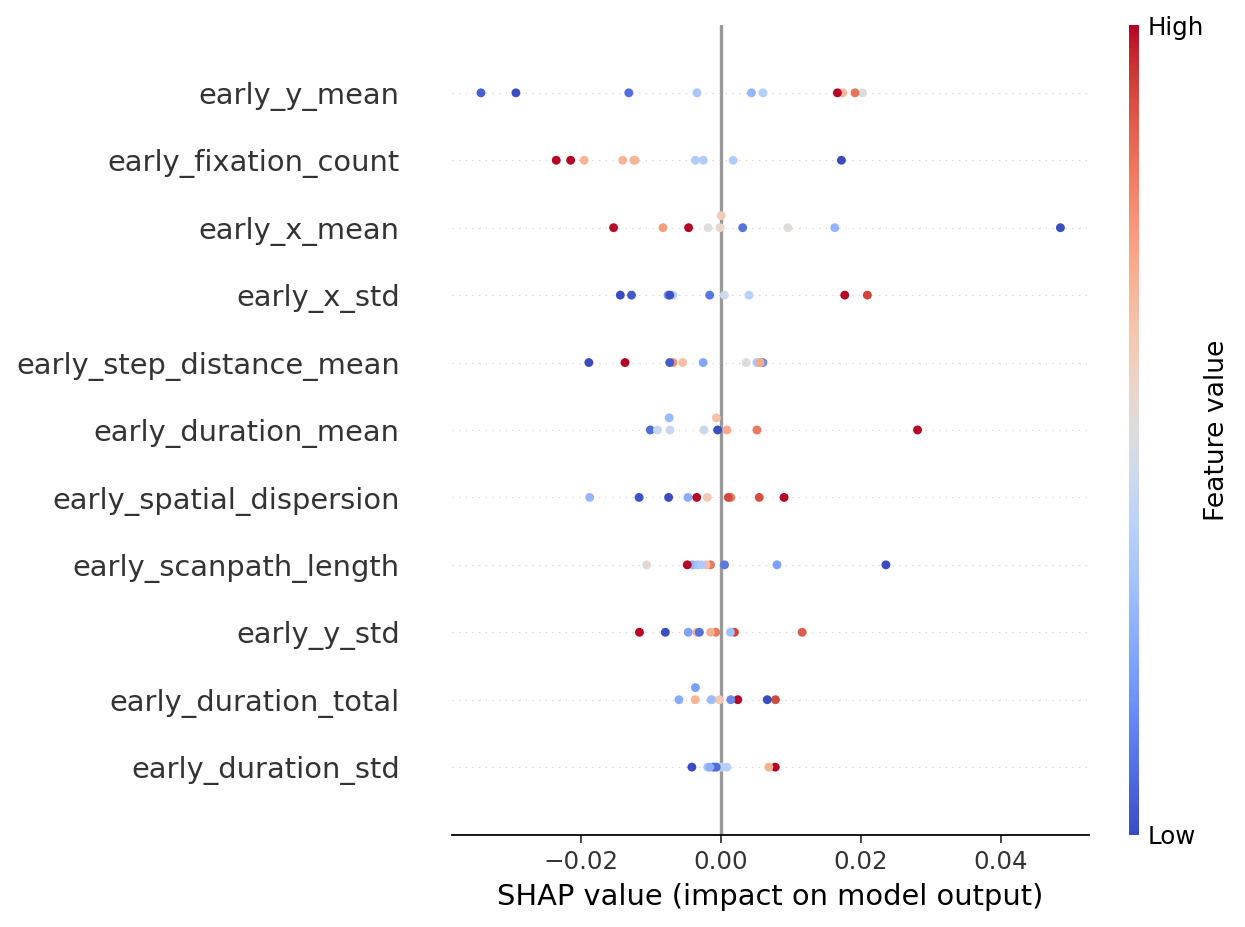 High
early_y_mean
early_fixation_count
early_x_mean
early_x_std
early_step_distance_mean
early_duration_mean
early_spatial_dispersion
early_scanpath_length
early_y_std
early_duration_total
early_duration_std
Feature value
Low
−0.02 0.00 0.02 0.04
SHAP value (impact on model output)